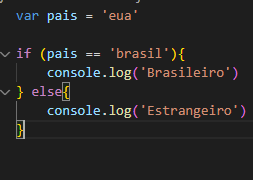 var pais = 'eua'
if (pais == 'brasil'){
console.log('Brasileiro')
} else{
console.log('Estrangeiro')
}